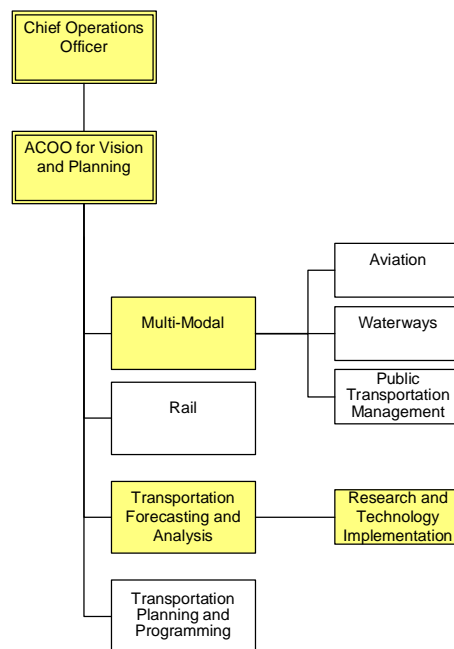 Chief Operations
Officer
ACOO for Vision
and Planning
Aviation
Multi-Modal
Waterways
Public
Transportation
Management
Rail
Transportation
Forecasting and
Analysis
Research and
Technology
Implementation
Transportation
Planning and
Programming